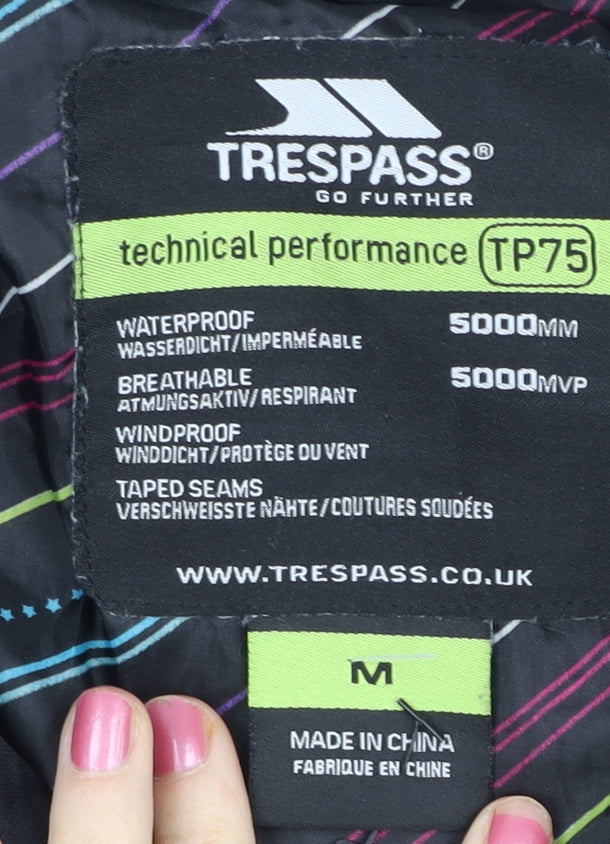 TRESPASS®
GO FURTHER
technical performance TP75
WATERPROOF 5000MM
WASSERDICHT/IMPERMÉABLE
BREATHABLE 5000MVP
ATMUNGSAKTIV/RESPIRANT
WINDPROOF
WINDDICHT/PROTÈGE OU VENT
TAPED SEAMS
VERSCHWEISSTE NÄHTE/COUTURES SOUDÉES
WWW.TRESPASS.CO.UK
M
MADE IN CHINA
FABRIQUE EN CHINE